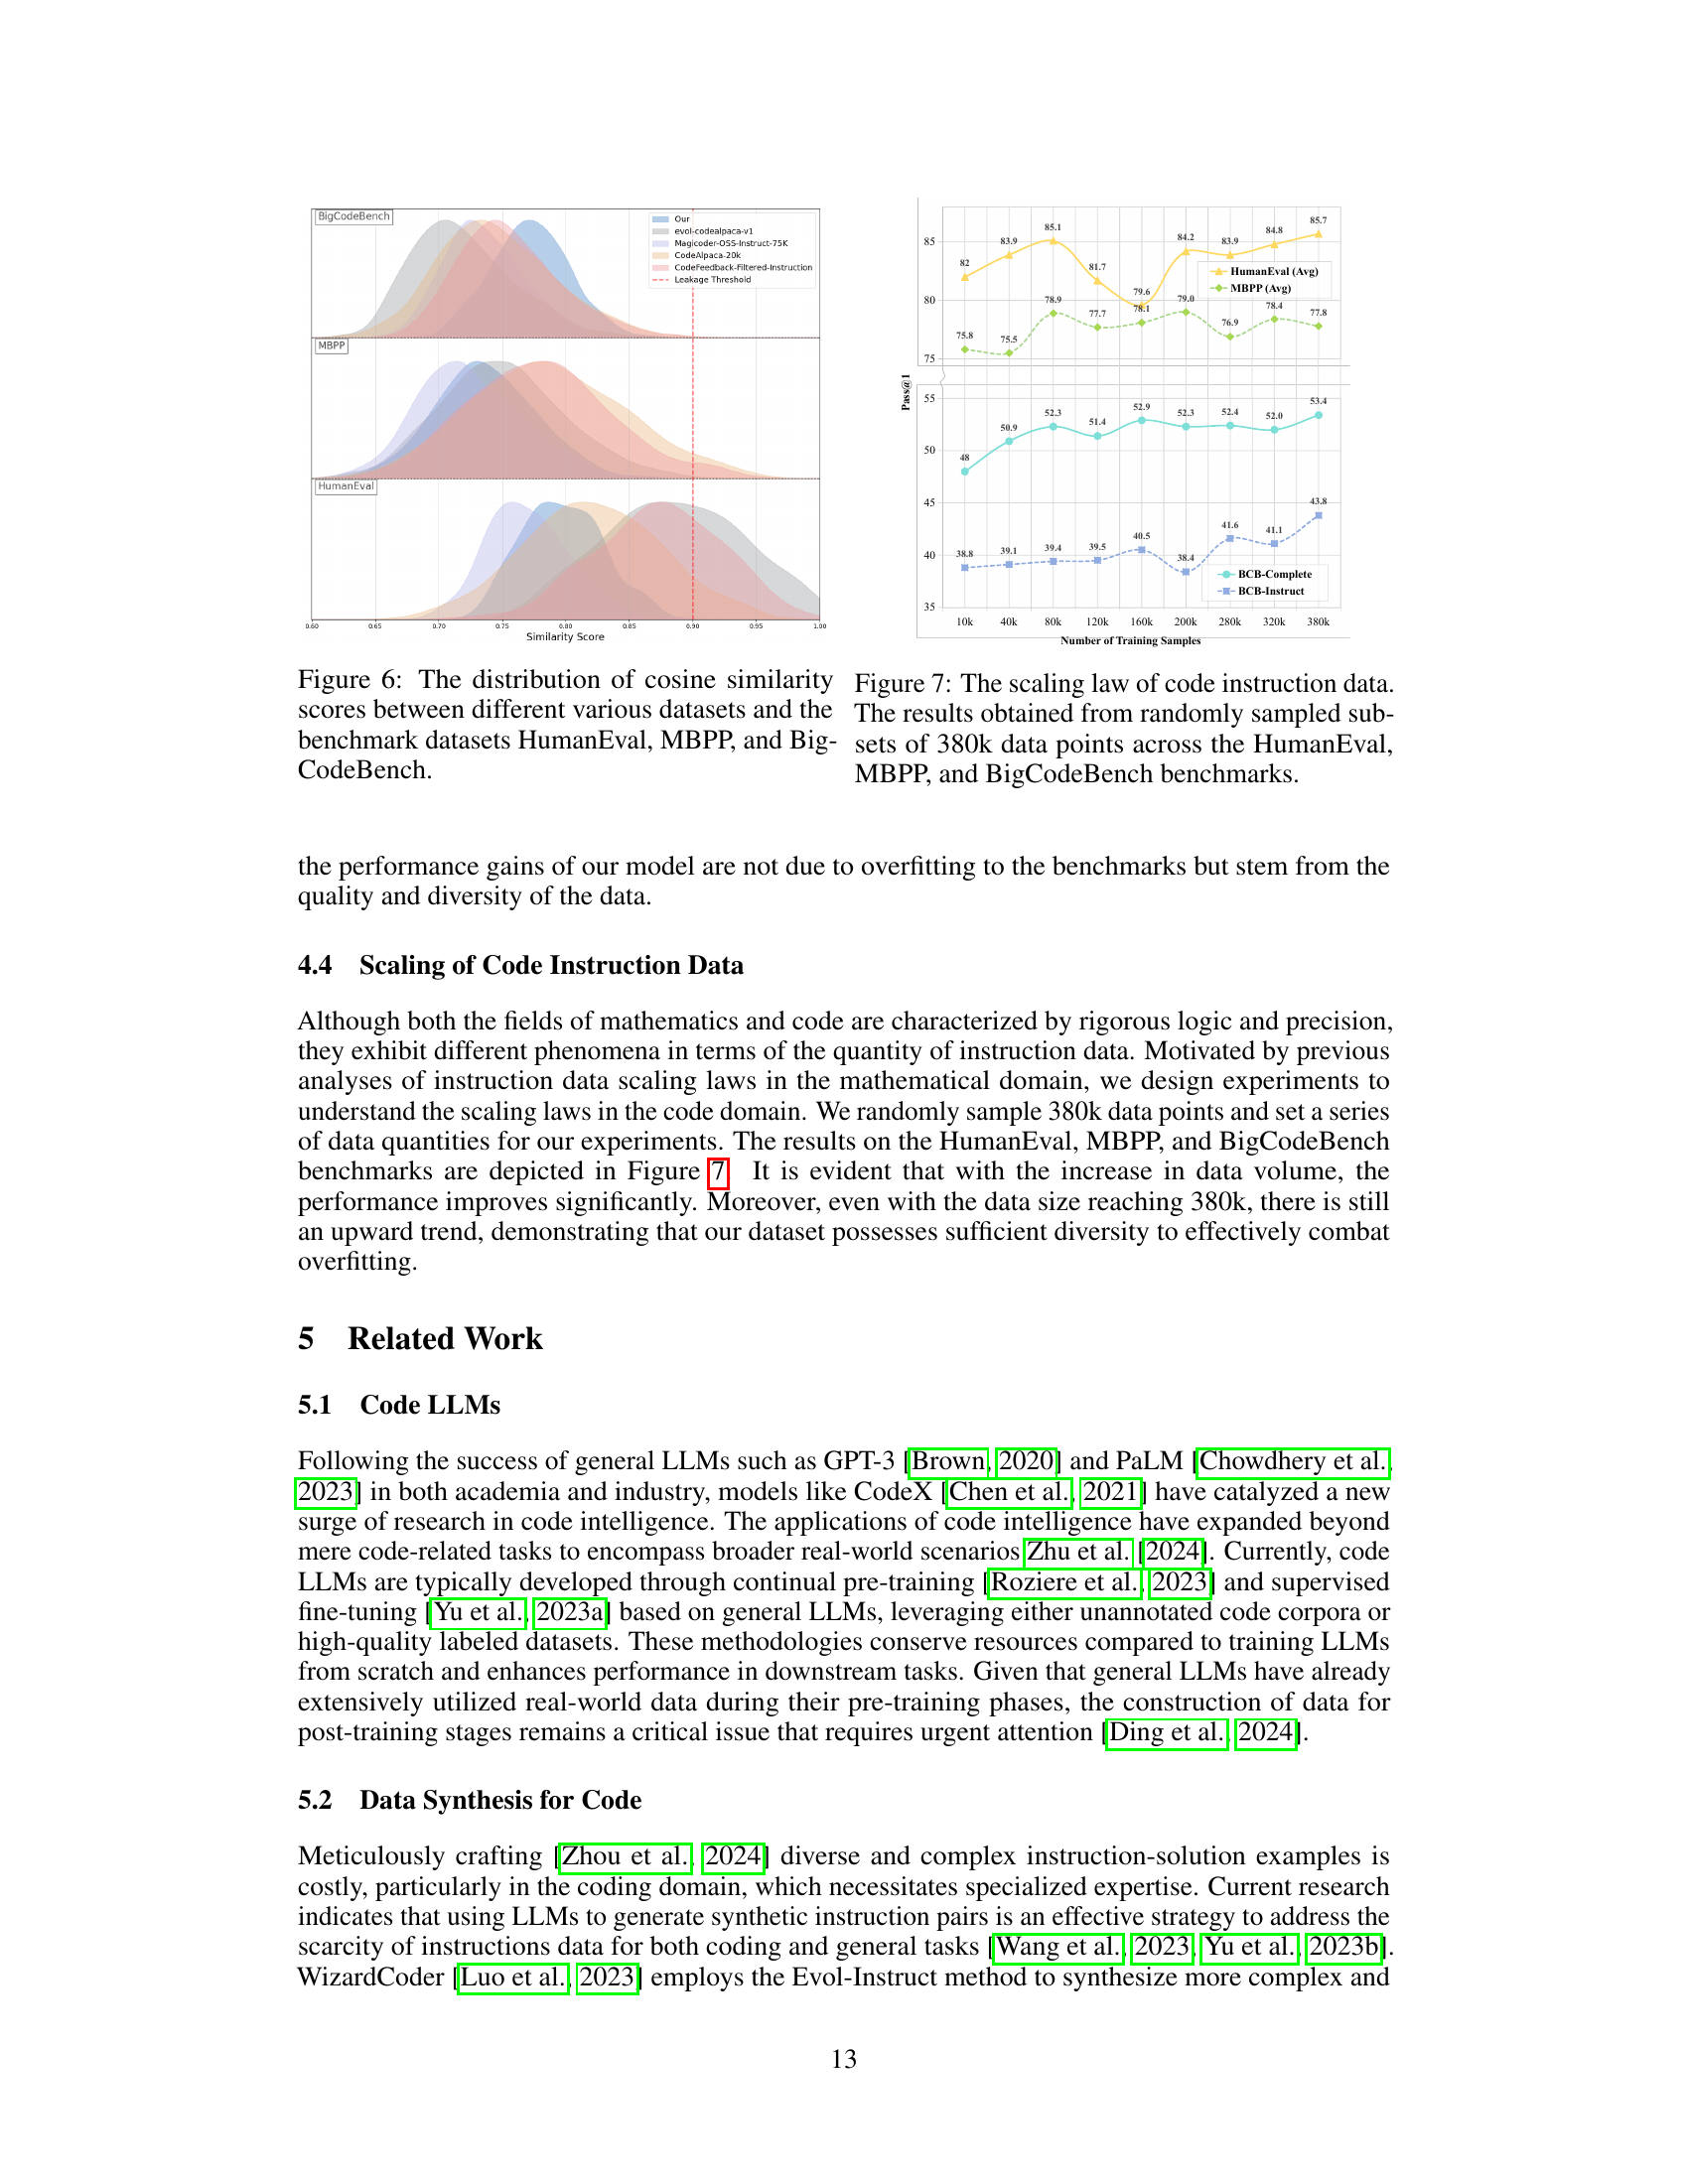 BigCodeBench
Our
evol-codealpaca-v1
Magicoder-OSS-Instruct-75K
CodeAlpaca-20k
CodeFeedback-Filtered-Instruction
Leakage Threshold
MBPP
HumanEval
0.60 0.65 0.70 0.75 0.80 0.85 0.90 0.95 1.00
Similarity Score
85.7
85.1
84.8
84.2
83.9
83.9
85
82
81.7
HumanEval (Avg)
MBPP (Avg)
79.6
80
78.9
79.0
78.1
78.4
77.7
77.8
76.9
75.8
75.5
75
Pass@1
55
53.4
52.9
52.3
52.3
52.4
52.0
51.4
50.9
50
48
45
43.8
41.6
41.1
40.5
40
38.8
39.1
39.4
39.5
38.4
BCB-Complete
BCB-Instruct
35
10k 40k 80k 120k 160k 200k 280k 320k 380k
Number of Training Samples
Figure 6: The distribution of cosine similarity
scores between different various datasets and the
benchmark datasets HumanEval, MBPP, and Big-
CodeBench.
Figure 7: The scaling law of code instruction data.
The results obtained from randomly sampled sub-
sets of 380k data points across the HumanEval,
MBPP, and BigCodeBench benchmarks.
the performance gains of our model are not due to overfitting to the benchmarks but stem from the
quality and diversity of the data.
4.4 Scaling of Code Instruction Data
Although both the fields of mathematics and code are characterized by rigorous logic and precision,
they exhibit different phenomena in terms of the quantity of instruction data. Motivated by previous
analyses of instruction data scaling laws in the mathematical domain, we design experiments to
understand the scaling laws in the code domain. We randomly sample 380k data points and set a series
of data quantities for our experiments. The results on the HumanEval, MBPP, and BigCodeBench
benchmarks are depicted in Figure 7. It is evident that with the increase in data volume, the
performance improves significantly. Moreover, even with the data size reaching 380k, there is still
an upward trend, demonstrating that our dataset possesses sufficient diversity to effectively combat
overfitting.
5 Related Work
5.1 Code LLMs
Following the success of general LLMs such as GPT-3 [Brown, 2020] and PaLM [Chowdhery et al.,
2023] in both academia and industry, models like CodeX [Chen et al., 2021] have catalyzed a new
surge of research in code intelligence. The applications of code intelligence have expanded beyond
mere code-related tasks to encompass broader real-world scenarios Zhu et al. [2024]. Currently, code
LLMs are typically developed through continual pre-training [Roziere et al., 2023] and supervised
fine-tuning [Yu et al., 2023a] based on general LLMs, leveraging either unannotated code corpora or
high-quality labeled datasets. These methodologies conserve resources compared to training LLMs
from scratch and enhances performance in downstream tasks. Given that general LLMs have already
extensively utilized real-world data during their pre-training phases, the construction of data for
post-training stages remains a critical issue that requires urgent attention [Ding et al., 2024].
5.2 Data Synthesis for Code
Meticulously crafting [Zhou et al., 2024] diverse and complex instruction-solution examples is
costly, particularly in the coding domain, which necessitates specialized expertise. Current research
indicates that using LLMs to generate synthetic instruction pairs is an effective strategy to address the
scarcity of instructions data for both coding and general tasks [Wang et al., 2023, Yu et al., 2023b].
WizardCoder [Luo et al., 2023] employs the Evol-Instruct method to synthesize more complex and
13